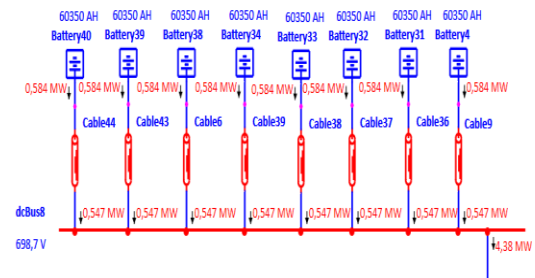 60350 AH 60350 AH 60350 AH 60350 AH 60350 AH 60350 AH 60350 AH 60350 AH
Battery40 Battery39 Battery38 Battery34 Battery33 Battery32 Battery31 Battery4
0,584 MW 0,584 MW 0,584 MW 0,584 MW 0,584 MW 0,584 MW 0,584 MW 0,584 MW
Cable44 Cable43 Cable6 Cable39 Cable38 Cable37 Cable36 Cable9
dcBus8 0,547 MW 0,547 MW 0,547 MW 0,547 MW 0,547 MW 0,547 MW 0,547 MW 0,547 MW
698,7 V 4,38 MW